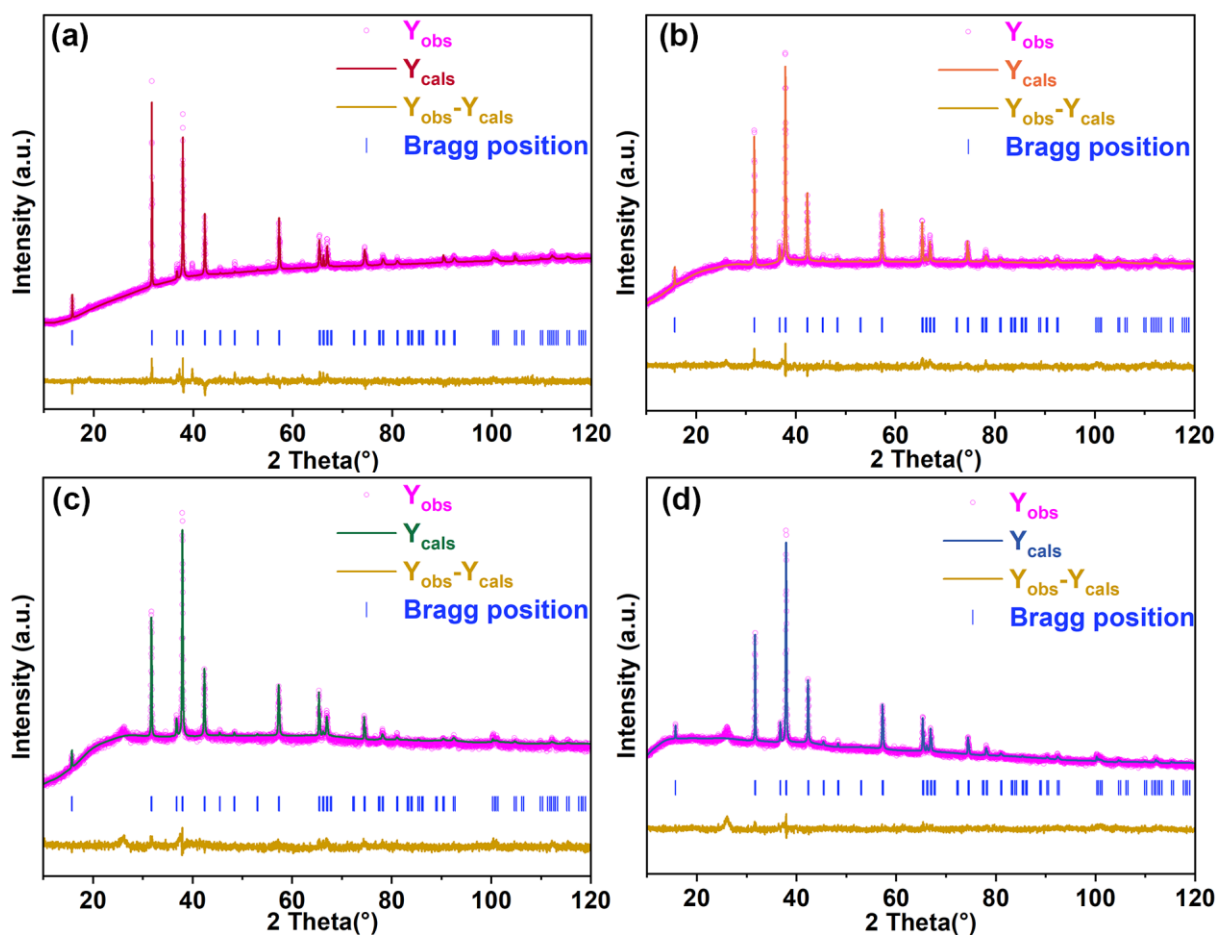 (a)
Yobs
Ycals
Yobs-Ycals
Bragg position
Intensity (a.u.)
20 40 60 80 100 120
2 Theta(°)
(b)
Yobs
Ycals
Yobs-Ycals
Bragg position
Intensity (a.u.)
20 40 60 80 100 120
2 Theta(°)
(c)
Yobs
Ycals
Yobs-Ycals
Bragg position
Intensity (a.u.)
20 40 60 80 100 120
2 Theta(°)
(d)
Yobs
Ycals
Yobs-Ycals
Bragg position
Intensity (a.u.)
20 40 60 80 100 120
2 Theta(°)